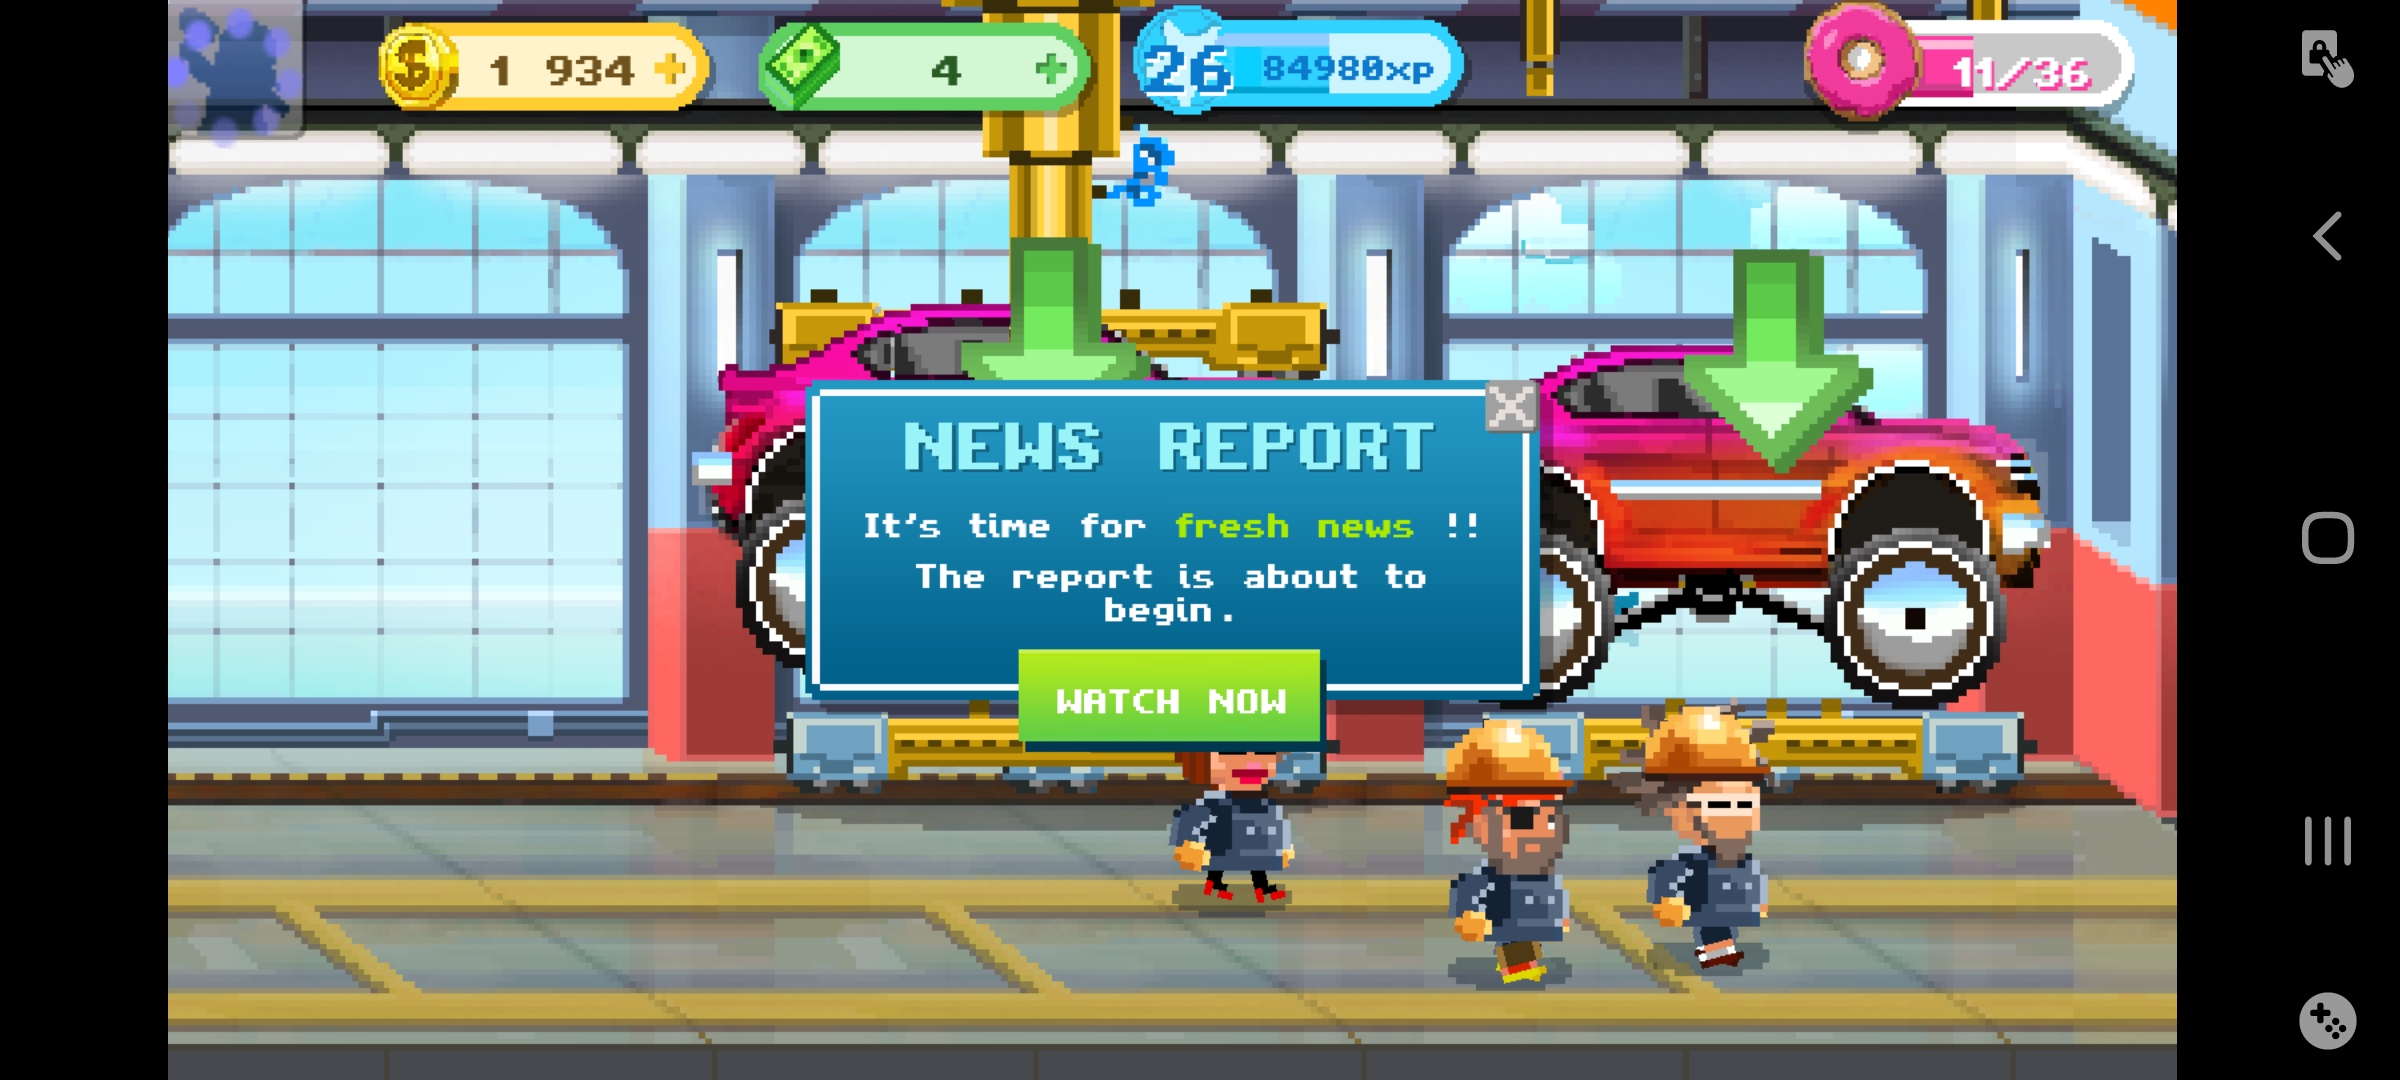 1 934
4
26
84980xp
11/36
NEWS REPORT
It's time for fresh news !!
The report is about to
begin.
WATCH NOW